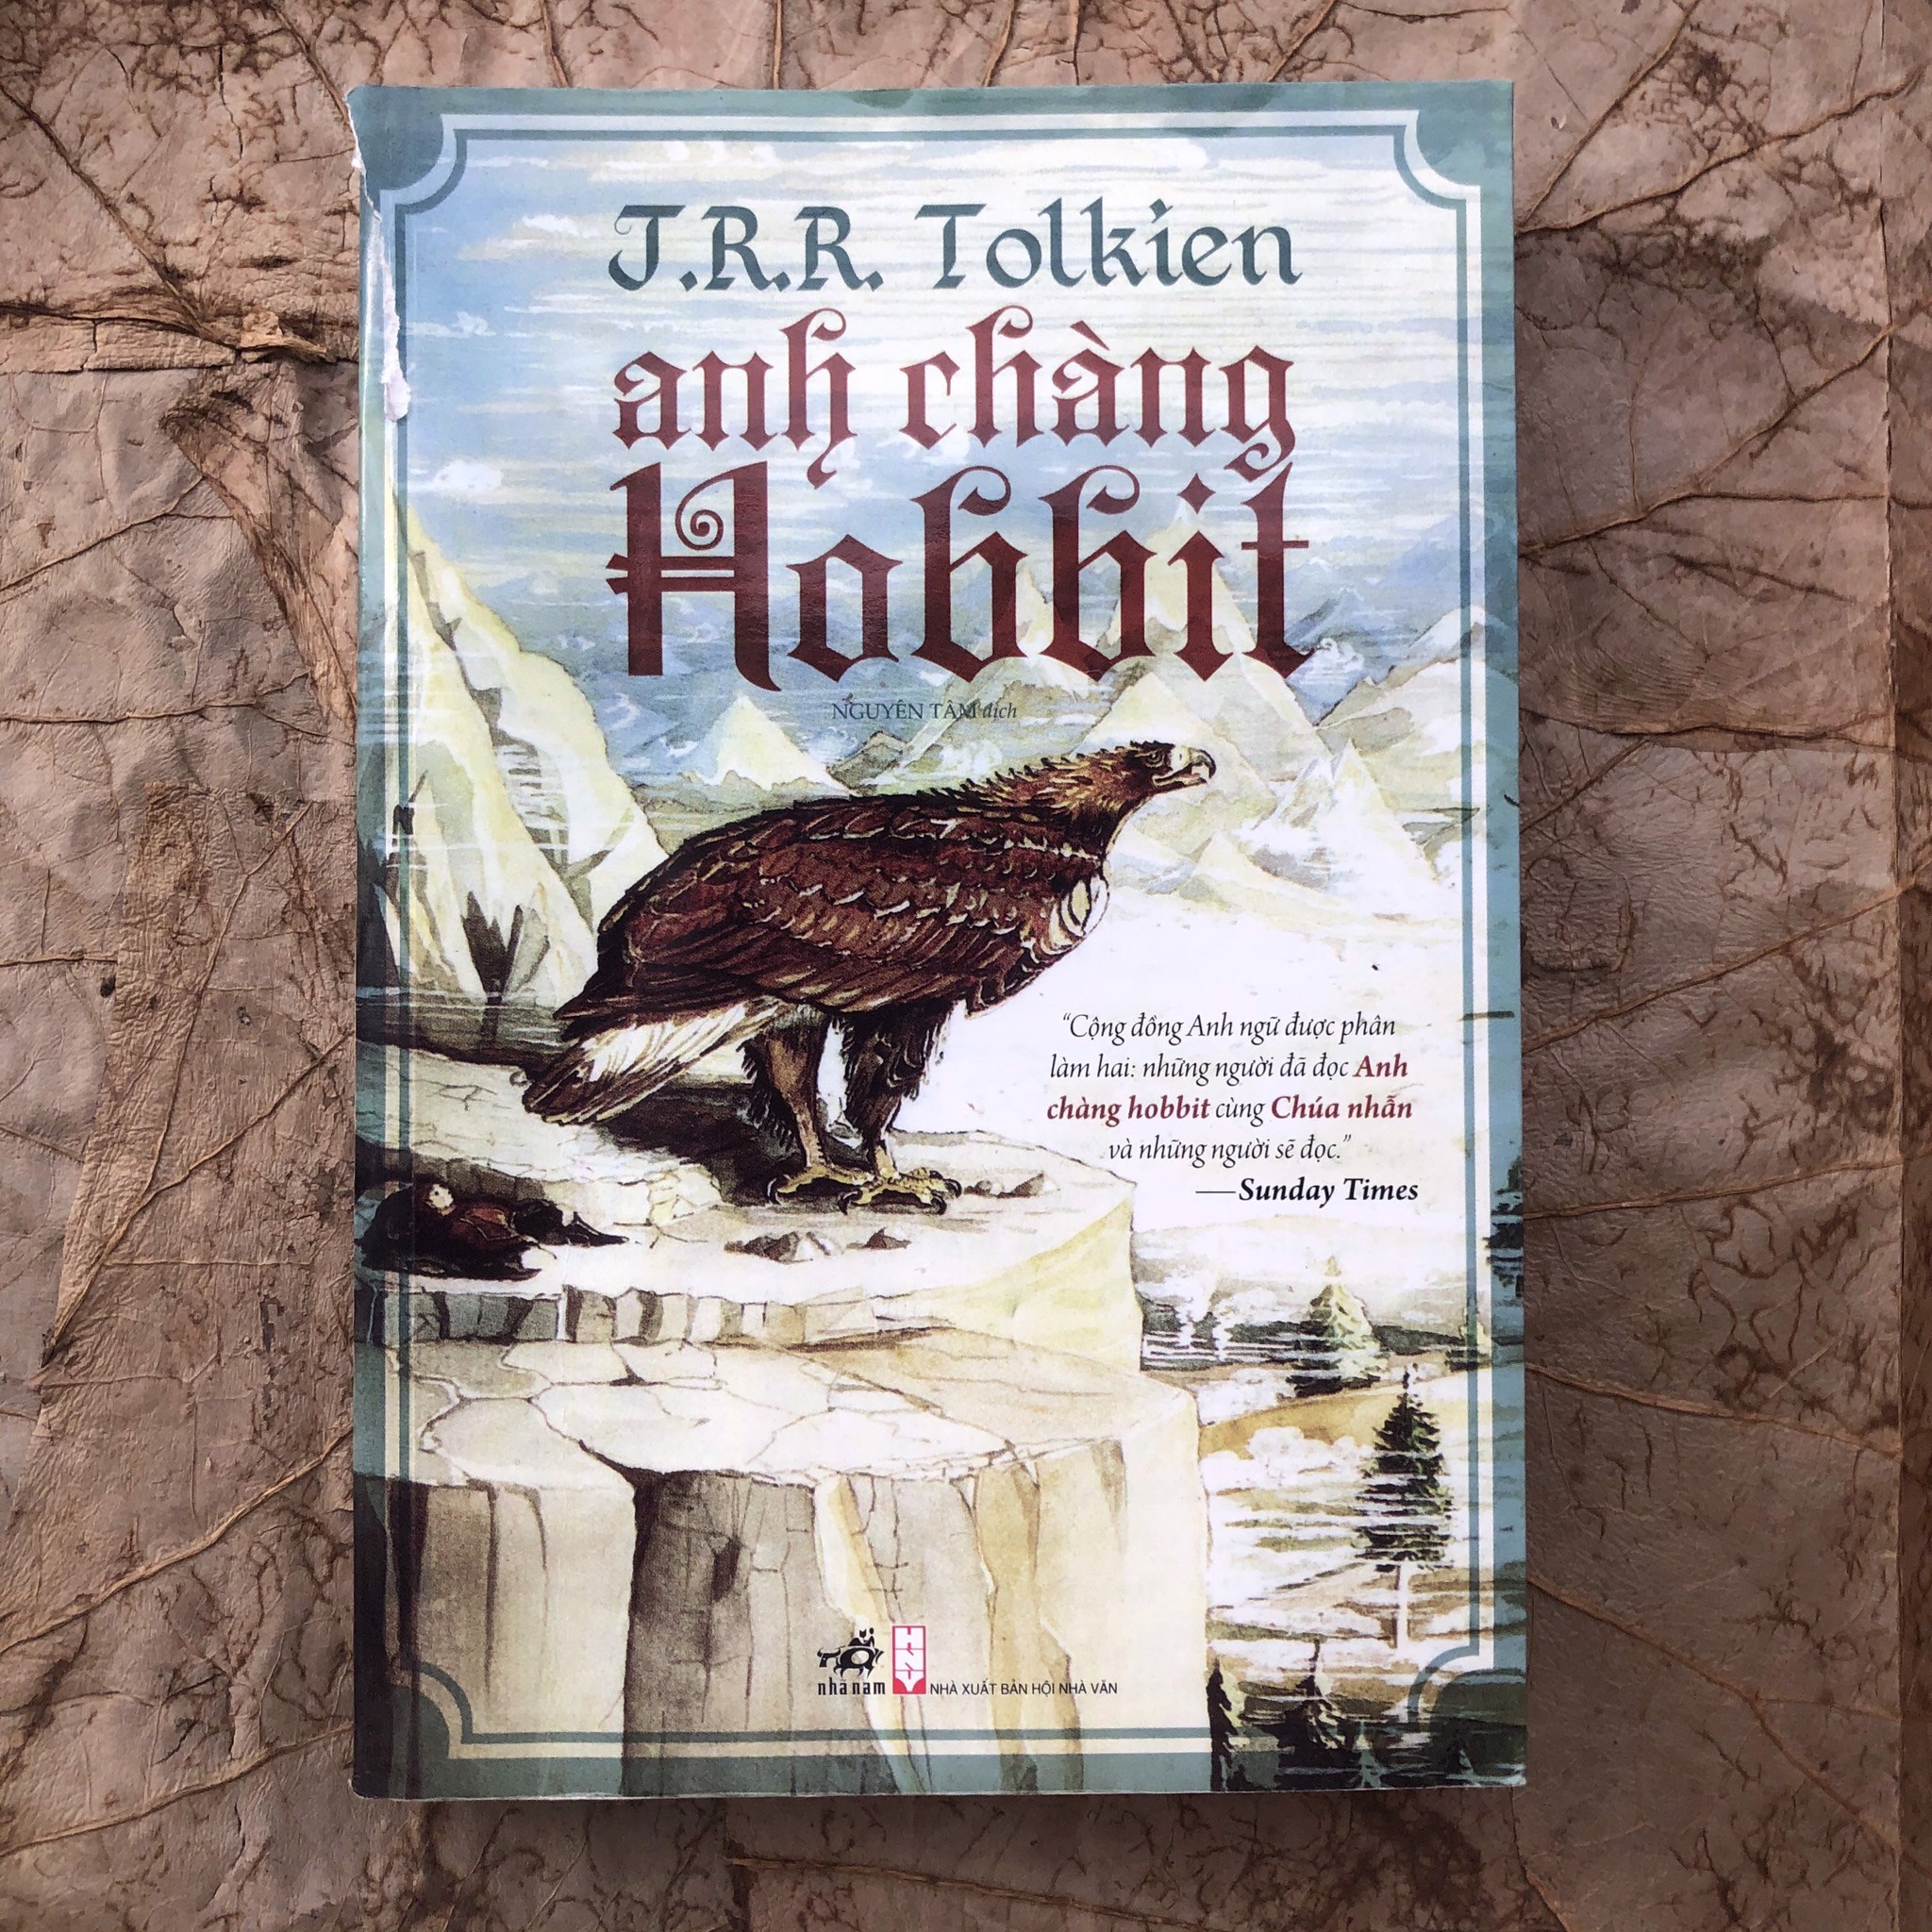 J.R.R. Tolkien
anh chàng
Hobbit
NGUYÊN TÂM dịch
“Cộng đồng Anh ngữ được phân
làm hai: những người đã đọc Anh
chàng hobbit cùng Chúa nhẫn
và những người sẽ đọc.”
—Sunday Times
nhã nam
HNV
NHÀ XUẤT BẢN HỘI NHÀ VĂN